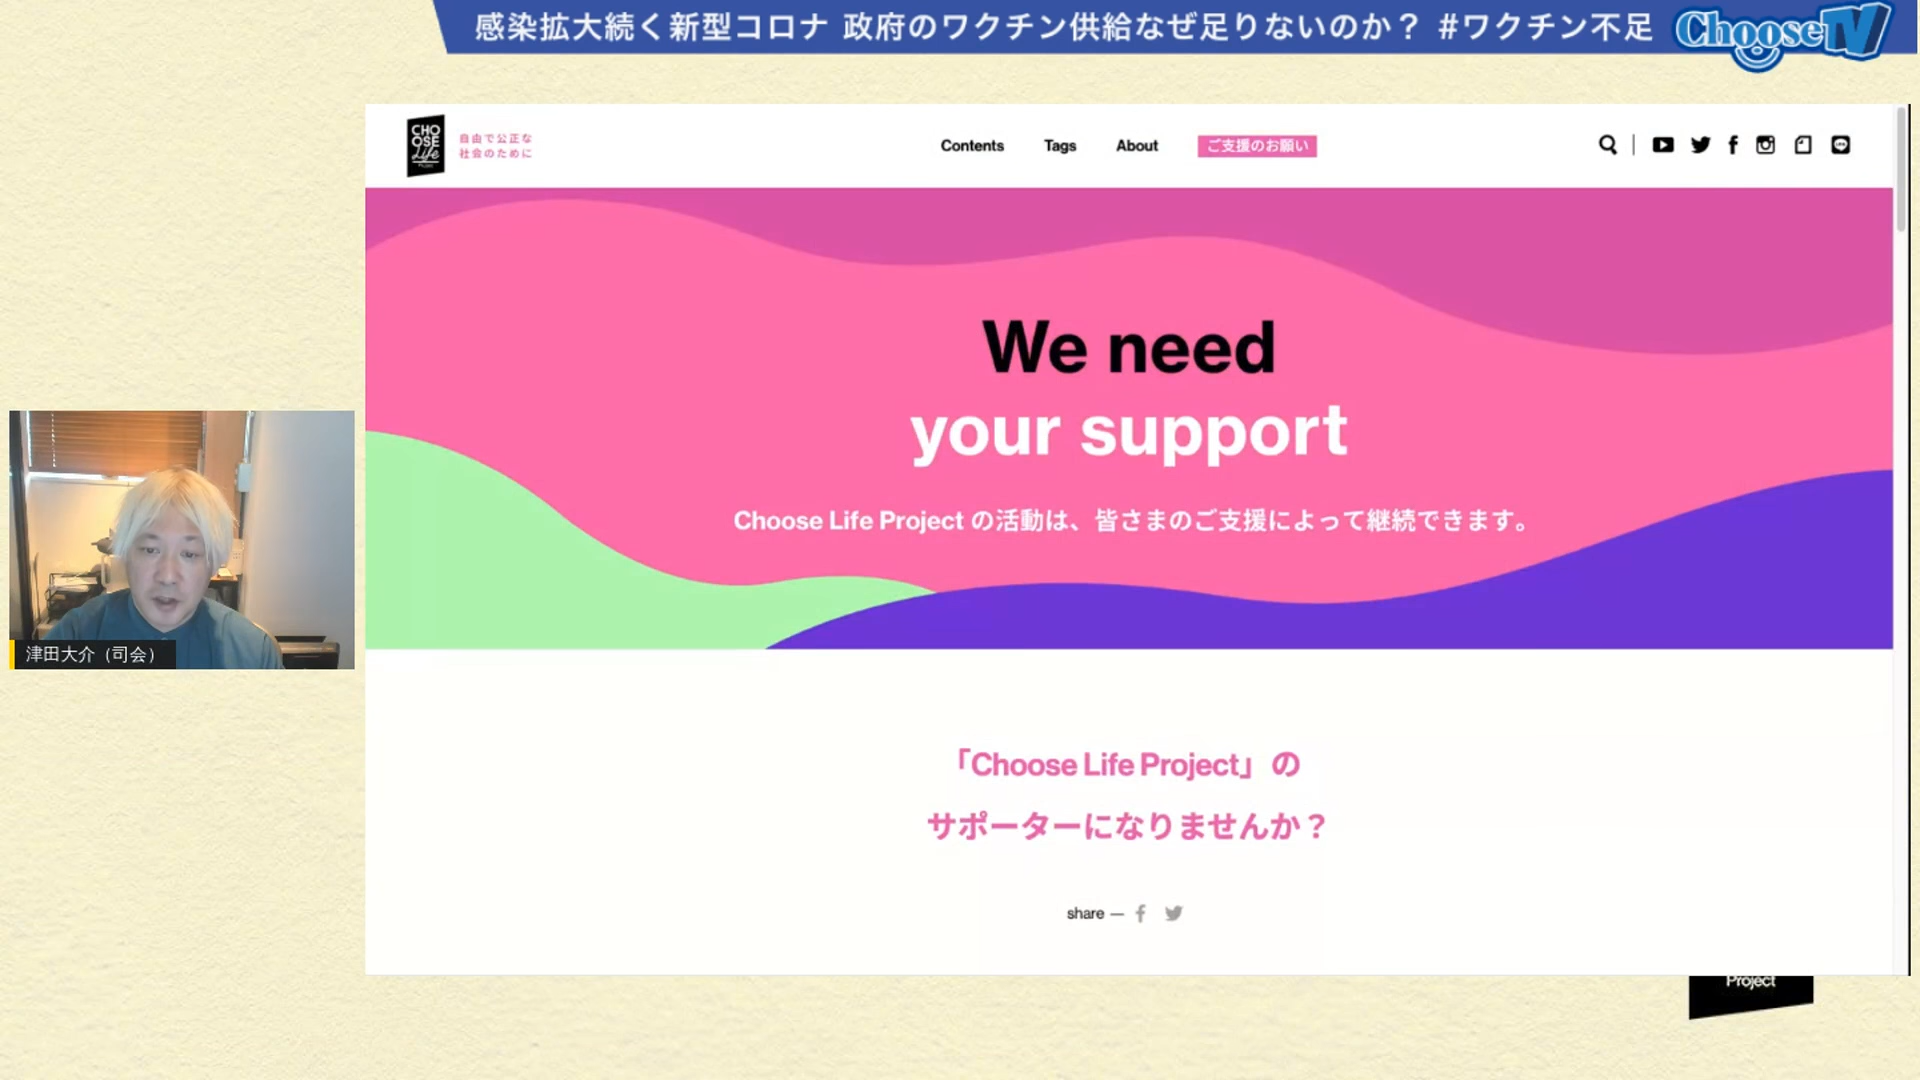 感染拡大続く新型コロナ 政府のワクチン供給なぜ足りないのか？ #ワクチン不足
ChooseTV
CHO
OSE
Life
自由で公正な
社会のために
Contents
Tags
About
ご支援のお願い
We need
your support
Choose Life Project の活動は、皆さまのご支援によって継続できます。
津田大介（司会）
「Choose Life Project」の
サポーターになりませんか？
share —
Project